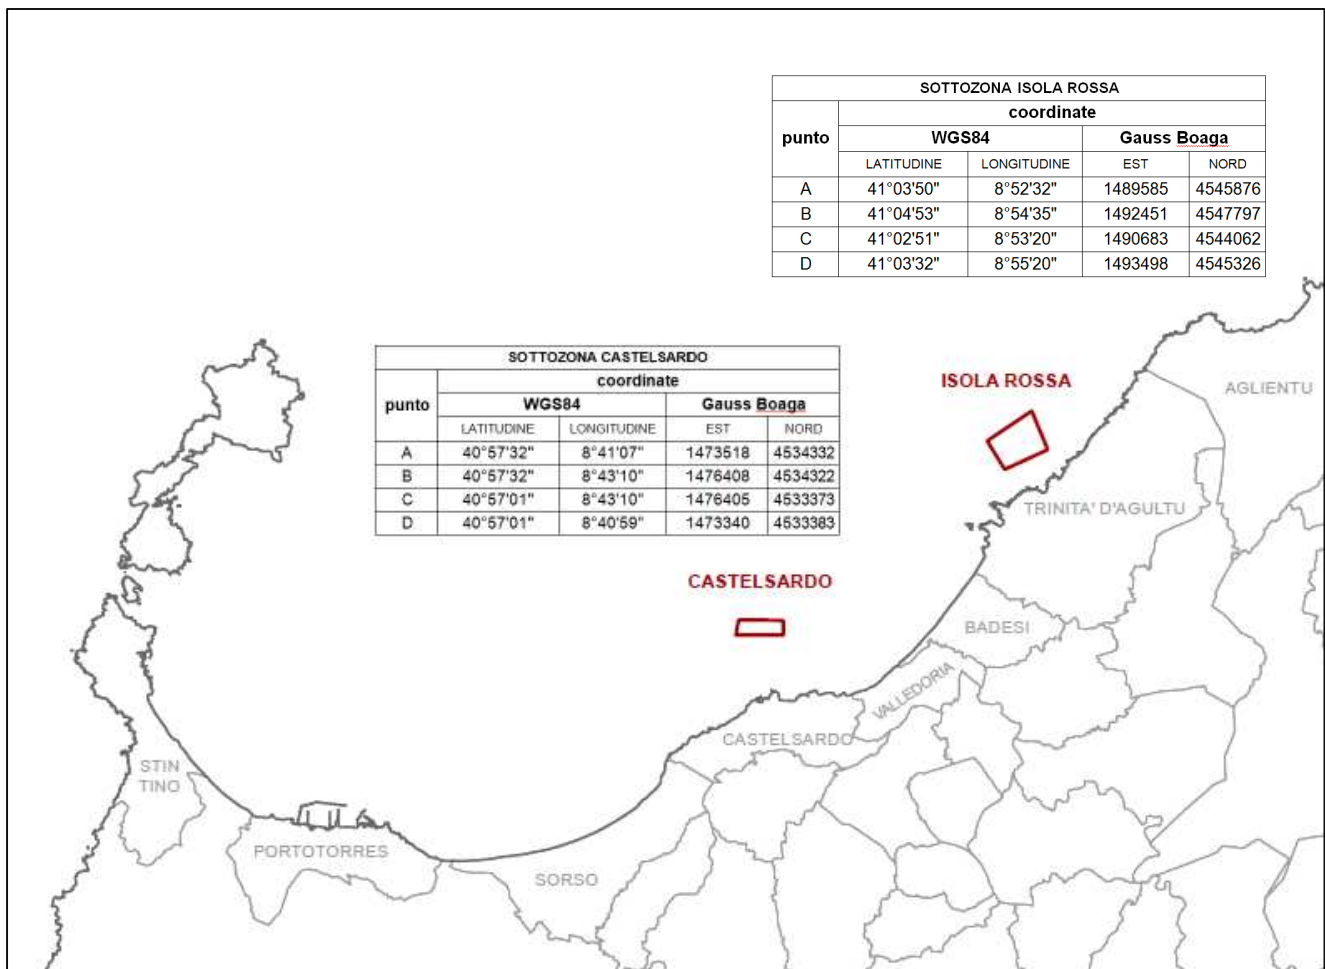 SOTTOZONA ISOLA ROSSA
punto coordinate
WGS84 Gauss Boaga
LATITUDINE LONGITUDINE EST NORD
A 41°03'50" 8°52'32" 1489585 4545876
B 41°04'53" 8°54'35" 1492451 4547797
C 41°02'51" 8°53'20" 1490683 4544062
D 41°03'32" 8°55'20" 1493498 4545326
SOTTOZONA CASTELSARDO
punto coordinate
WGS84 Gauss Boaga
LATITUDINE LONGITUDINE EST NORD
A 40°57'32" 8°41'07" 1473518 4534332
B 40°57'32" 8°43'10" 1476408 4534322
C 40°57'01" 8°43'10" 1476405 4533373
D 40°57'01" 8°40'59" 1473340 4533383
ISOLA ROSSA
AGLIENTU
TRINITA' D'AGULTU
CASTELSARDO
BADESI
VALLEDORIA
CASTELSARDO
STIN
TINO
PORTOTORRES
SORSO